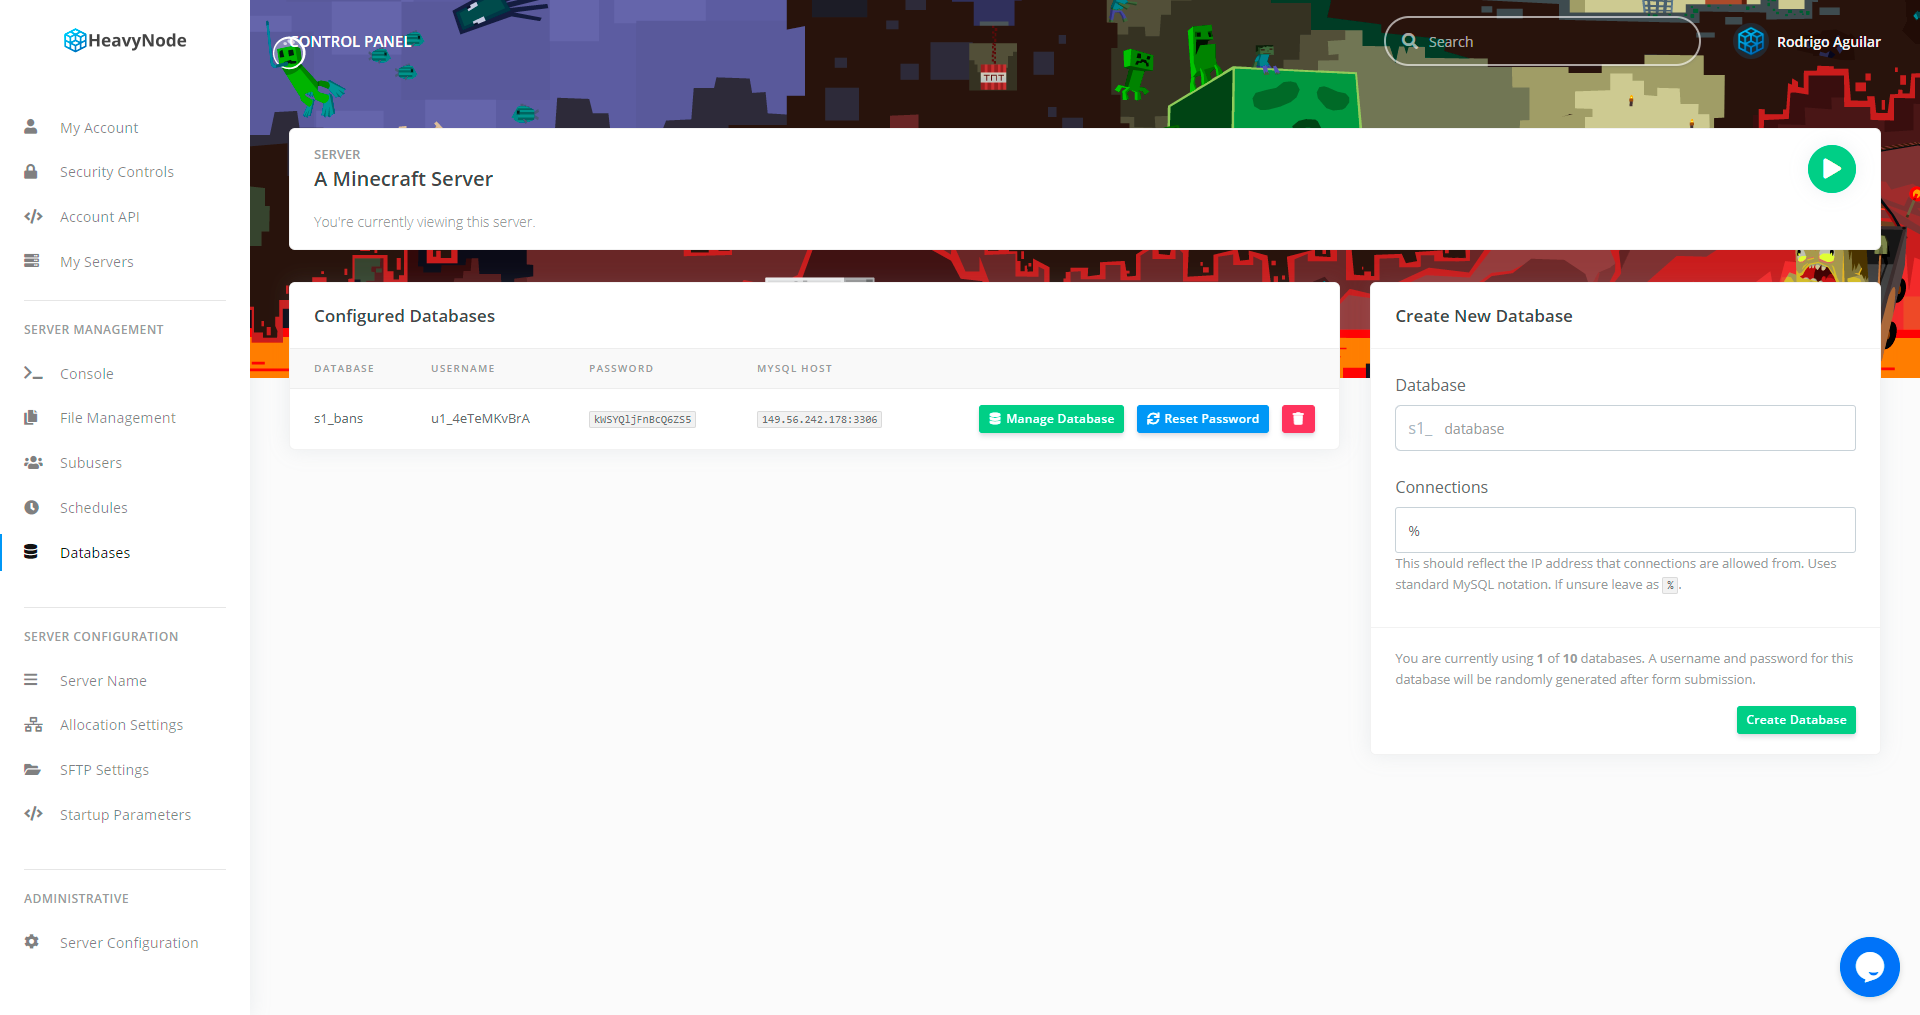 HeavyNode
CONTROL PANEL
Search
Rodrigo Aguilar
TNT
My Account
Security Controls
Account API
My Servers
SERVER MANAGEMENT
Console
File Management
Subusers
Schedules
Databases
SERVER CONFIGURATION
Server Name
Allocation Settings
SFTP Settings
Startup Parameters
ADMINISTRATIVE
Server Configuration
SERVER
A Minecraft Server
You're currently viewing this server.
Configured Databases
DATABASE USERNAME PASSWORD MYSQL HOST
s1_bans u1_4eTeMKvBrA kWSYQljFnBcQ6ZS5 149.56.242.178:3306 Manage Database Reset Password
Create New Database
Database
s1_ database
Connections
%
This should reflect the IP address that connections are allowed from. Uses
standard MySQL notation. If unsure leave as %.
You are currently using 1 of 10 databases. A username and password for this
database will be randomly generated after form submission.
Create Database